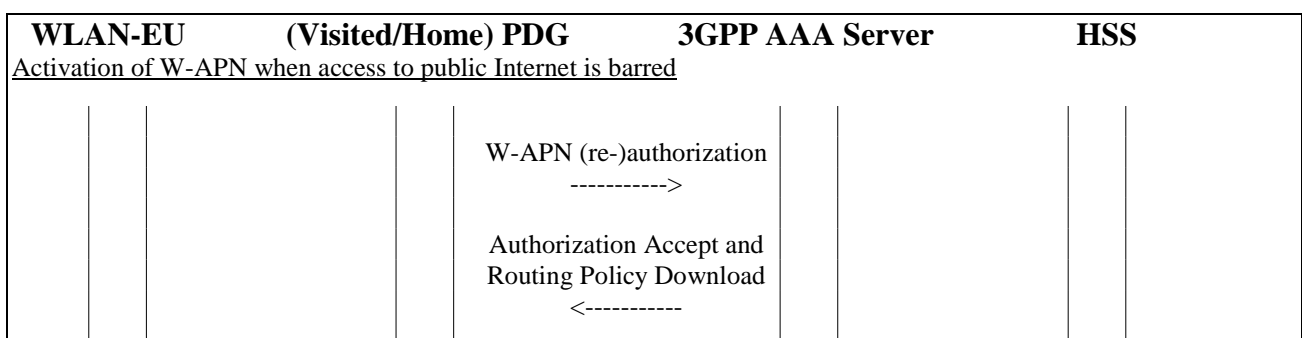 WLAN-EU (Visited/Home) PDG 3GPP AAA Server HSS
Activation of W-APN when access to public Internet is barred
W-APN (re-)authorization
----------->
Authorization Accept and
Routing Policy Download
<-----------